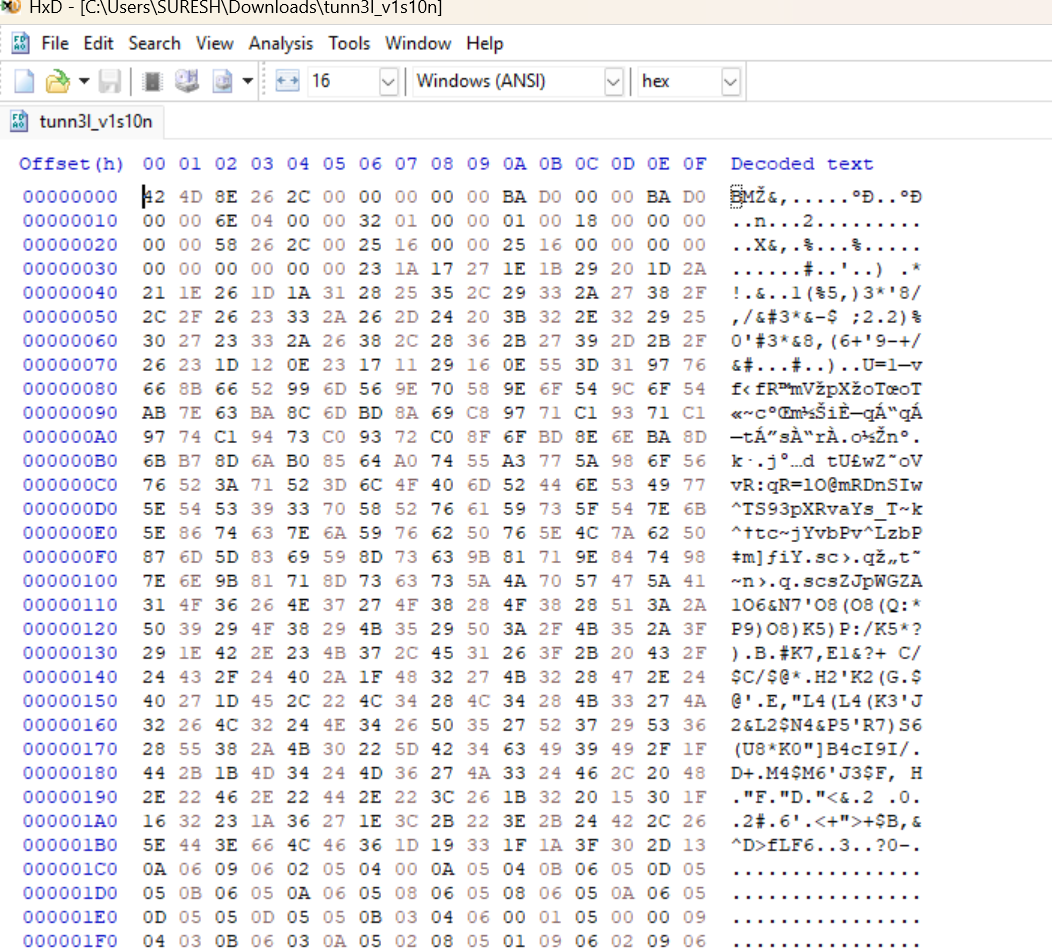 HxD - [C:\Users\SURESH\Downloads\tunn3l_v1s10n]
File Edit Search View Analysis Tools Window Help
16 Windows (ANSI) hex
tunn3l_v1s10n
Offset(h) 00 01 02 03 04 05 06 07 08 09 0A 0B 0C 0D 0E 0F Decoded text
00000000 42 4D 8E 26 2C 00 00 00 00 00 BA D0 00 00 BA D0 BMŽ&,.....ºÐ..ºÐ
00000010 00 00 6E 04 00 00 32 01 00 00 01 00 18 00 00 00 ..n...2.........
00000020 00 00 58 26 2C 00 25 16 00 00 25 16 00 00 00 00 ..X&,.%...%.....
00000030 00 00 00 00 00 00 23 1A 17 27 1E 1B 29 20 1D 2A ......#..'..) .*
00000040 21 1E 26 1D 1A 31 28 25 35 2C 29 33 2A 27 38 2F !.&..1(%5,)3*'8/
00000050 2C 2F 26 23 33 2A 26 2D 24 20 3B 32 2E 32 29 25 ,/&#3*&-$ ;2.2)%
00000060 30 27 23 33 2A 26 38 2C 28 36 2B 27 39 2D 2B 2F 0'#3*&8,(6+'9-+/
00000070 26 23 1D 12 0E 23 17 11 29 16 0E 55 3D 31 97 76 &#...#..)..U=1—v
00000080 66 8B 66 52 99 6D 56 9E 70 58 9E 6F 54 9C 6F 54 f‹fR™mVžpXžoTœoT
00000090 AB 7E 63 BA 8C 6D BD 8A 69 C8 97 71 C1 93 71 C1 «~cºŒm½ŠiÈ—qÁ“qÁ
000000A0 97 74 C1 94 73 C0 93 72 C0 8F 6F BD 8E 6E BA 8D —tÁ”sÀ“rÀ.o½Žnº.
000000B0 6B B7 8D 6A B0 85 64 A0 74 55 A3 77 5A 98 6F 56 k·.j°…d tU£wZ˜oV
000000C0 76 52 3A 71 52 3D 6C 4F 40 6D 52 44 6E 53 49 77 vR:qR=lO@mRDnSIw
000000D0 5E 54 53 39 33 70 58 52 76 61 59 73 5F 54 7E 6B ^TS93pXRvaYs_T~k
000000E0 5E 86 74 63 7E 6A 59 76 62 50 76 5E 4C 7A 62 50 ^†tc~jYvbPv^LzbP
000000F0 87 6D 5D 83 69 59 8D 73 63 9B 81 71 9E 84 74 98 ‡m]ƒiY.sc›.qž„t˜
00000100 7E 6E 9B 81 71 8D 73 63 73 5A 4A 70 57 47 5A 41 ~n›.q.scsZJpWGZA
00000110 31 4F 36 26 4E 37 27 4F 38 28 4F 38 28 51 3A 2A 1O6&N7'O8(O8(Q:*
00000120 50 39 29 4F 38 29 4B 35 29 50 3A 2F 4B 35 2A 3F P9)O8)K5)P:/K5*?
00000130 29 1E 42 2E 23 4B 37 2C 45 31 26 3F 2B 20 43 2F ).B.#K7,E1&?+ C/
00000140 24 43 2F 24 40 2A 1F 48 32 27 4B 32 28 47 2E 24 $C/$@*.H2'K2(G.$
00000150 40 27 1D 45 2C 22 4C 34 28 4C 34 28 4B 33 27 4A @'.E,"L4(L4(K3'J
00000160 32 26 4C 32 24 4E 34 26 50 35 27 52 37 29 53 36 2&L2$N4&P5'R7)S6
00000170 28 55 38 2A 4B 30 22 5D 42 34 63 49 39 49 2F 1F (U8*K0"]B4cI9I/.
00000180 44 2B 1B 4D 34 24 4D 36 27 4A 33 24 46 2C 20 48 D+.M4$M6'J3$F, H
00000190 2E 22 46 2E 22 44 2E 22 3C 26 1B 32 20 15 30 1F ."F."D."<&.2 .0.
000001A0 16 32 23 1A 36 27 1E 3C 2B 22 3E 2B 24 42 2C 26 .2#.6'.<+">+$B,&
000001B0 5E 44 3E 66 4C 46 36 1D 19 33 1F 1A 3F 30 2D 13 ^D>fLF6..3..?0-.
000001C0 0A 06 09 06 02 05 04 00 0A 05 04 0B 06 05 0D 05 ................
000001D0 05 0B 06 05 0A 06 05 08 06 05 08 06 05 0A 06 05 ................
000001E0 0D 05 05 0D 05 05 0B 03 04 06 00 01 05 00 00 09 ................
000001F0 04 03 0B 06 03 0A 05 02 08 05 01 09 06 02 09 06 ................